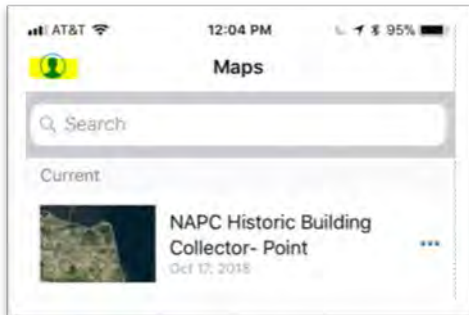 AT&T 12:04 PM 95%
Maps
Search
Current
NAPC Historic Building
Collector- Point
Oct 17, 2018